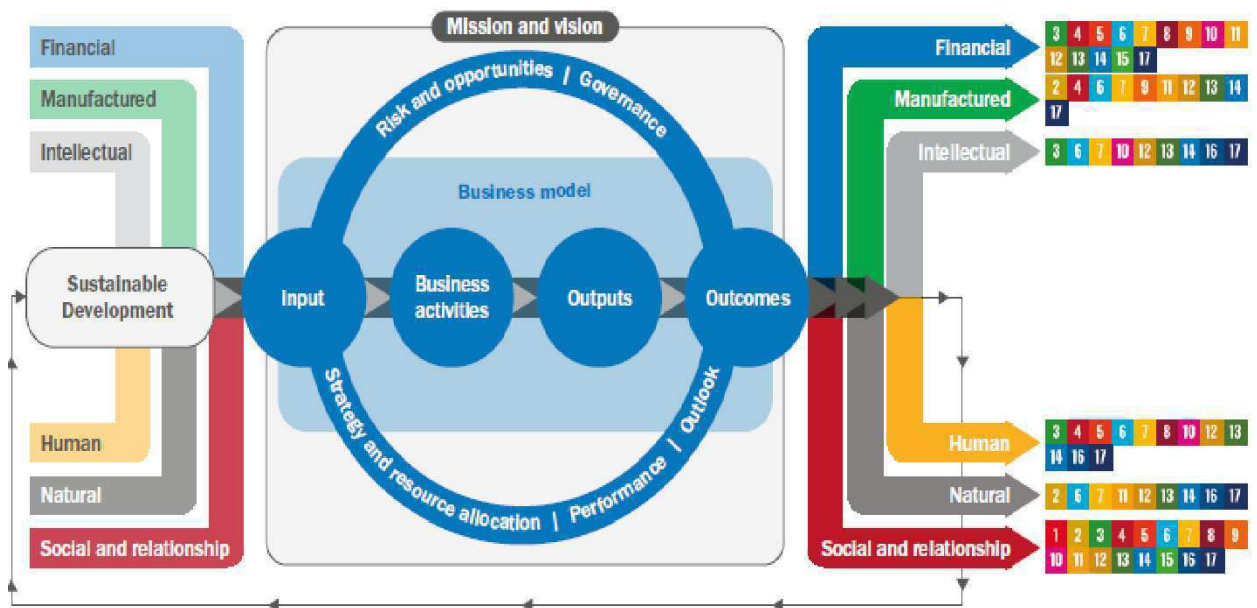 Mission and vision
Financial
Manufactured
Intellectual
Sustainable
Development
Human
Natural
Social and relationship
Risk and opportunities | Governance
Business model
Input
Business
activities
Outputs
Outcomes
Strategy and resource allocation | Performance | Outlook
Financial
3 4 5 6 7 8 9 10 11
12 13 14 15 17
Manufactured
2 4 6 7 9 11 12 13 14
17
Intellectual
3 6 7 10 12 13 14 16 17
Human
3 4 5 6 7 8 10 12 13
14 16 17
Natural
2 6 7 11 12 13 14 16 17
Social and relationship
1 2 3 4 5 6 7 8 9
10 11 12 13 14 15 16 17